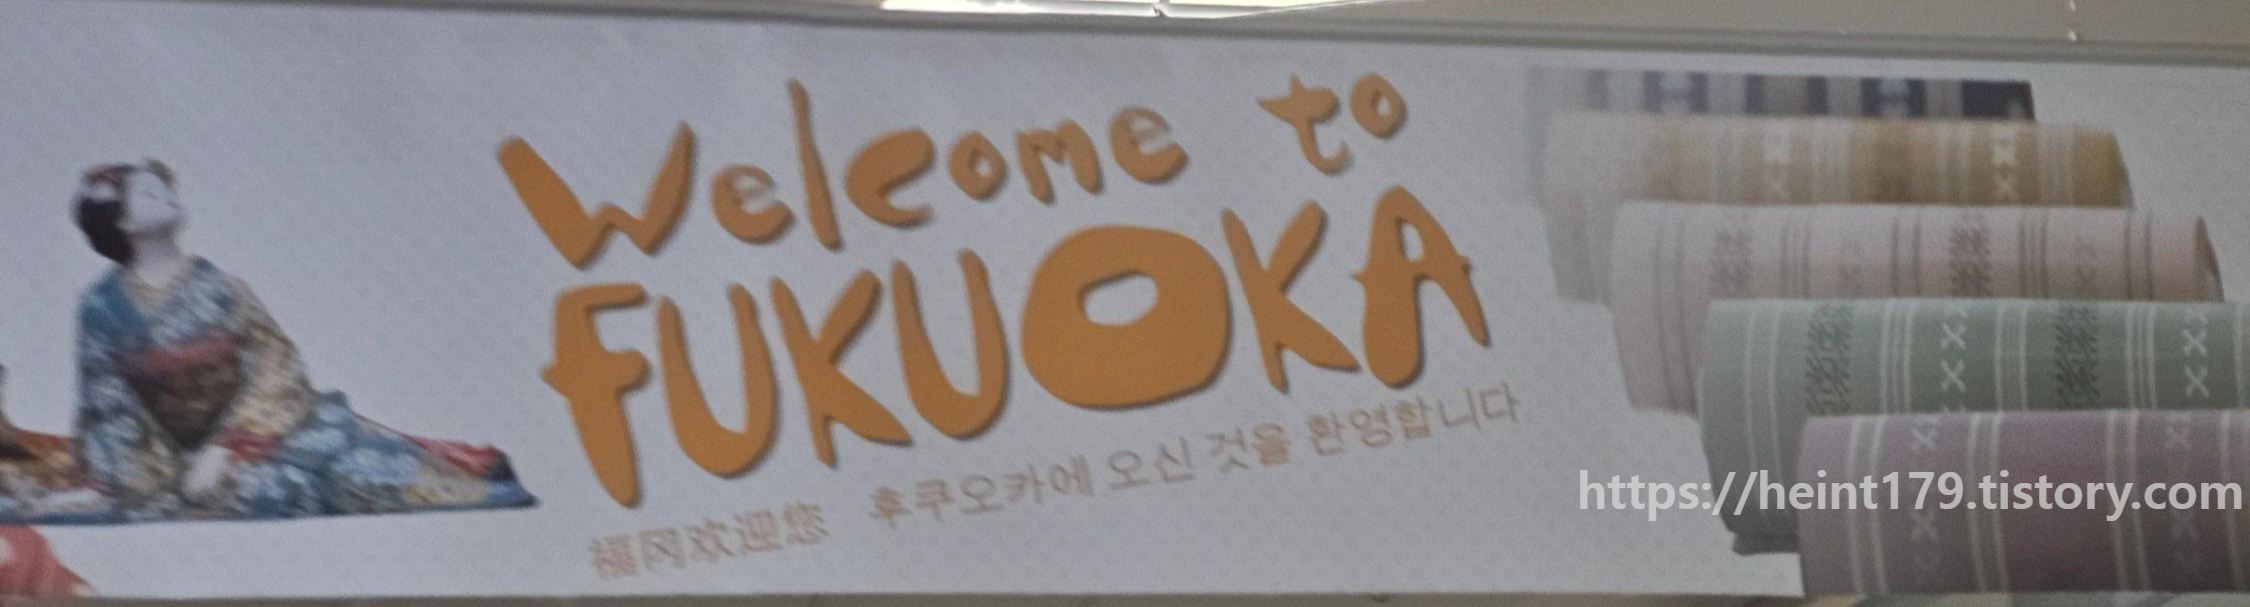 Welcome to
FUKUOKA
福冈欢迎您 후쿠오카에 오신 것을 환영합니다
https://heint179.tistory.com